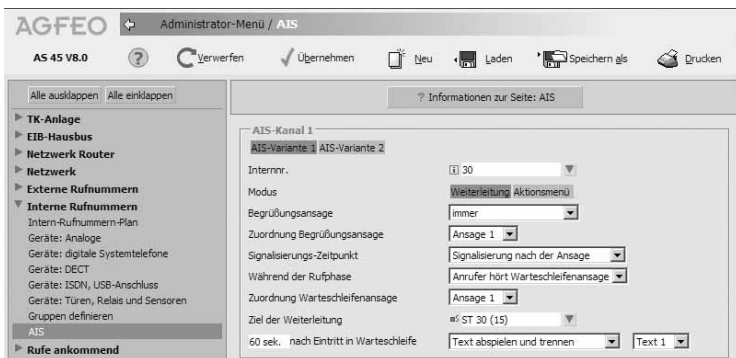 AGFEO Administrator-Menü / AIS
AS 45 V8.0 ? Verwerfen Übernehmen Neu Laden Speichern als Drucken
Alle ausklappen Alle einklappen
TK-Anlage
EIB-Hausbus
Netzwerk Router
Netzwerk
Externe Rufnummern
Interne Rufnummern
Intern-Rufnummern-Plan
Geräte: Analoge
Geräte: digitale Systemtelefone
Geräte: DECT
Geräte: ISDN, USB-Anschluss
Geräte: Türen, Relais und Sensoren
Gruppen definieren
AIS
Rufe ankommend
? Informationen zur Seite: AIS
AIS-Kanal 1
AIS-Variante 1 AIS-Variante 2
Internnr. i 30
Modus Weiterleitung Aktionsmenü
Begrüßungsansage immer
Zuordnung Begrüßungsansage Ansage 1
Signalisierungs-Zeitpunkt Signalisierung nach der Ansage
Während der Rufphase Anrufer hört Warteschleifenansage
Zuordnung Warteschleifenansage Ansage 1
Ziel der Weiterleitung ST 30 (15)
60 sek. nach Eintritt in Warteschleife Text abspielen und trennen Text 1